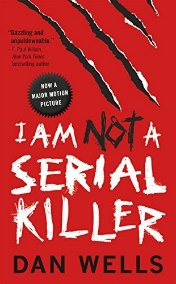 "Dazzling and
unputdownable."
—F. Paul Wilson,
New York Times
bestselling author
NOW A
MAJOR MOTION
PICTURE
I AM NOT A
SERIAL
KILLER
DAN WELLS